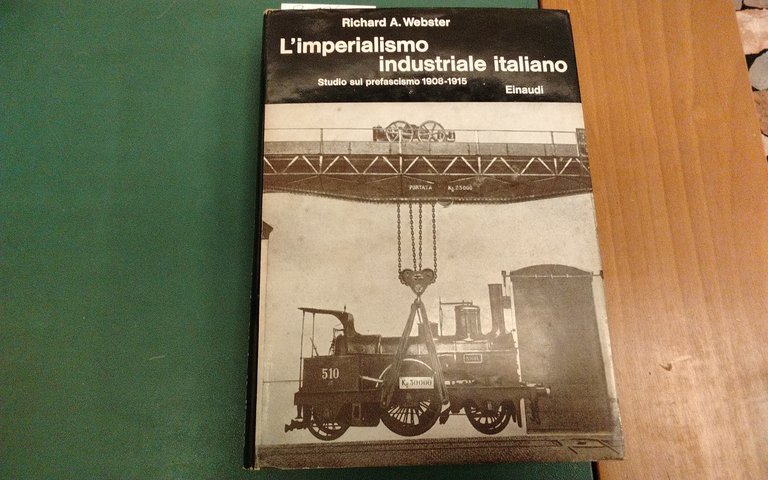 Richard A. Webster
L'imperialismo
industriale italiano
Studio sul prefascismo 1908-1915
Einaudi
PORTATA Kg 25000
510
Kg 30000